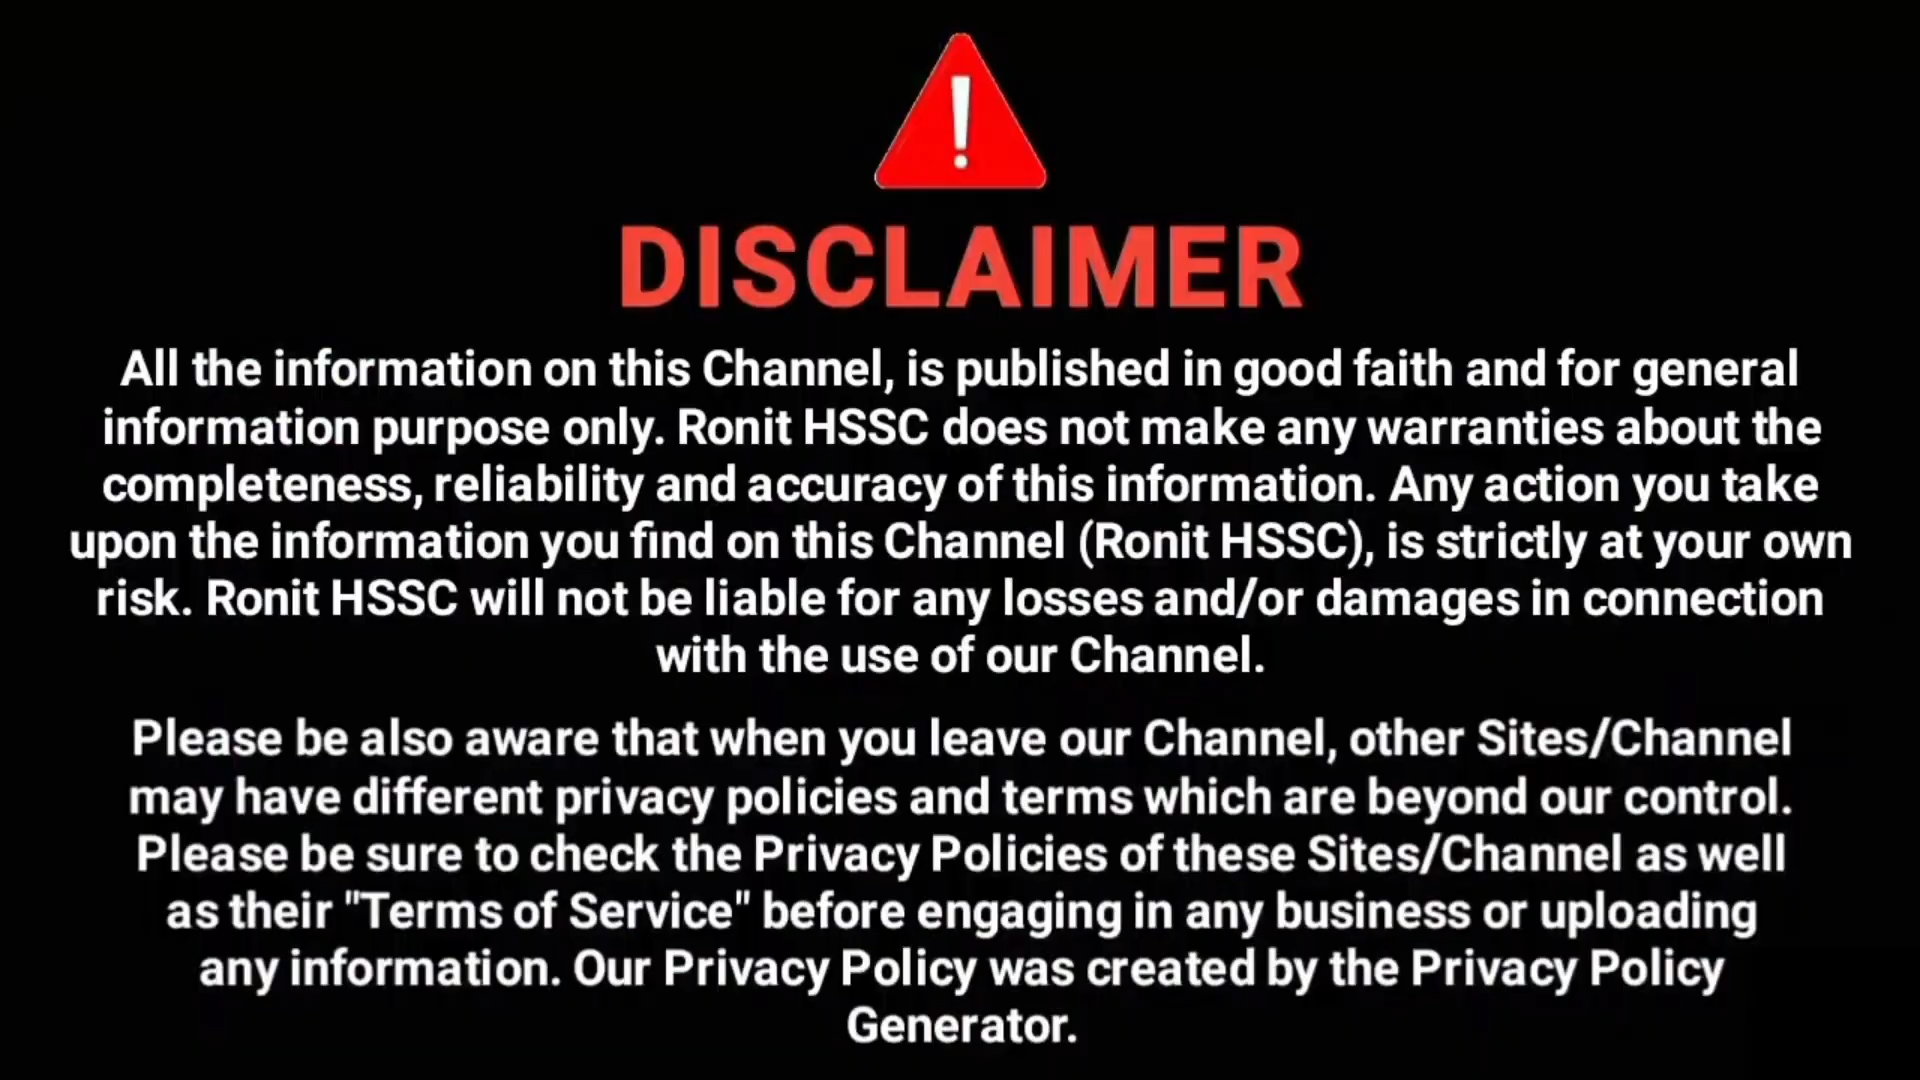 !
DISCLAIMER
All the information on this Channel, is published in good faith and for general
information purpose only. Ronit HSSC does not make any warranties about the
completeness, reliability and accuracy of this information. Any action you take
upon the information you find on this Channel (Ronit HSSC), is strictly at your own
risk. Ronit HSSC will not be liable for any losses and/or damages in connection
with the use of our Channel.
Please be also aware that when you leave our Channel, other Sites/Channel
may have different privacy policies and terms which are beyond our control.
Please be sure to check the Privacy Policies of these Sites/Channel as well
as their "Terms of Service" before engaging in any business or uploading
any information. Our Privacy Policy was created by the Privacy Policy
Generator.